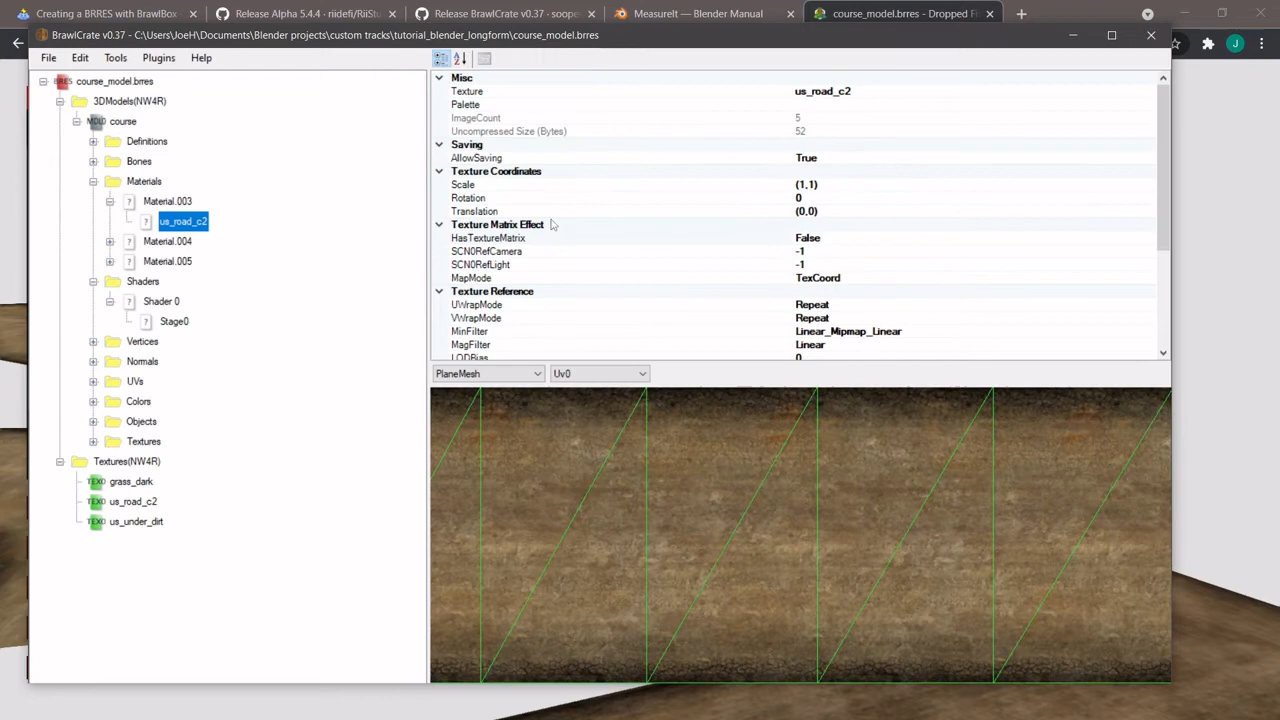 Creating a BRRES with BrawlBox
Release Alpha 5.4.4 · riidefi/RiiStu
Release BrawlCrate v0.37 · soope
MeasureIt — Blender Manual
course_model.brres - Dropped Fi
BrawlCrate v0.37 - C:\Users\JoeH\Documents\Blender projects\custom tracks\tutorial_blender_longform\course_model.brres
File Edit Tools Plugins Help
J
course_model.brres
3DModels(NW4R)
course
Definitions
Bones
Materials
Material.003
us_road_c2
Material.004
Material.005
Shaders
Shader 0
Stage0
Vertices
Normals
UVs
Colors
Objects
Textures
Textures(NW4R)
grass_dark
us_road_c2
us_under_dirt
Misc
Texture us_road_c2
Palette
ImageCount 5
Uncompressed Size (Bytes) 52
Saving
AllowSaving True
Texture Coordinates
Scale (1,1)
Rotation 0
Translation (0,0)
Texture Matrix Effect
HasTextureMatrix False
SCN0RefCamera -1
SCN0RefLight -1
MapMode TexCoord
Texture Reference
UWrapMode Repeat
VWrapMode Repeat
MinFilter Linear_Mipmap_Linear
MagFilter Linear
LODBias 0
PlaneMesh Uv0